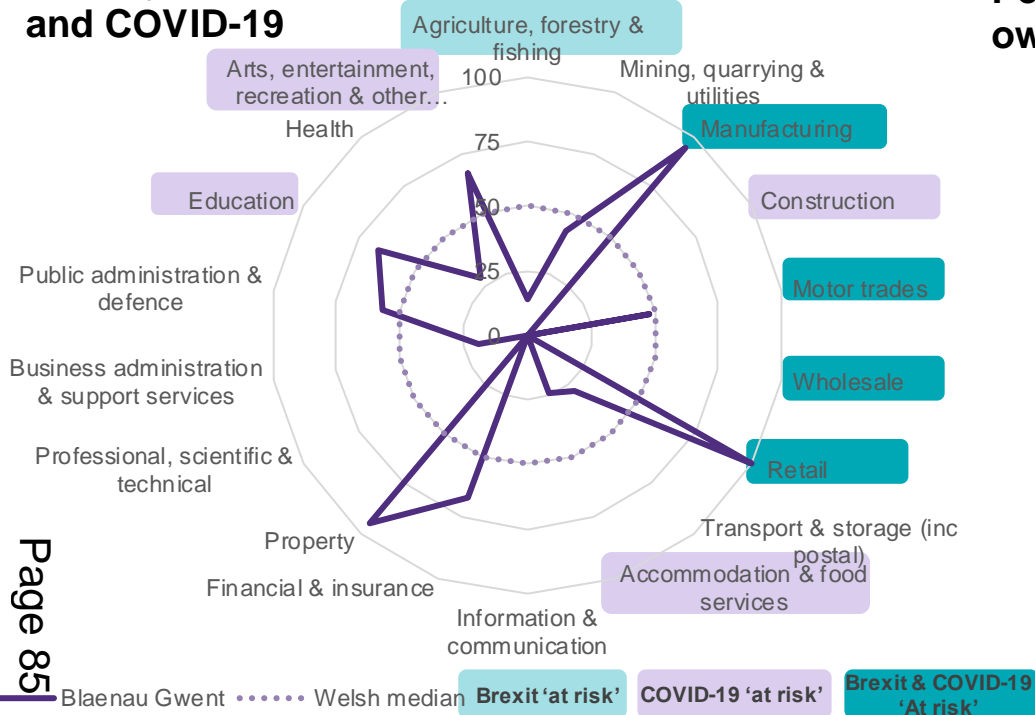 and COVID-19
ow
Agriculture, forestry &
fishing
Arts, entertainment,
recreation & other...
Mining, quarrying &
utilities
100
Manufacturing
Health
75
Education
50
Construction
Public administration &
defence
25
Motor trades
0
Business administration
& support services
Wholesale
Professional, scientific &
technical
Retail
Property
Transport & storage (inc
postal)
Financial & insurance
Accommodation & food
services
Information &
communication
Page 85
Blaenau Gwent
Welsh median
Brexit ‘at risk’
COVID-19 ‘at risk’
Brexit & COVID-19
‘At risk’